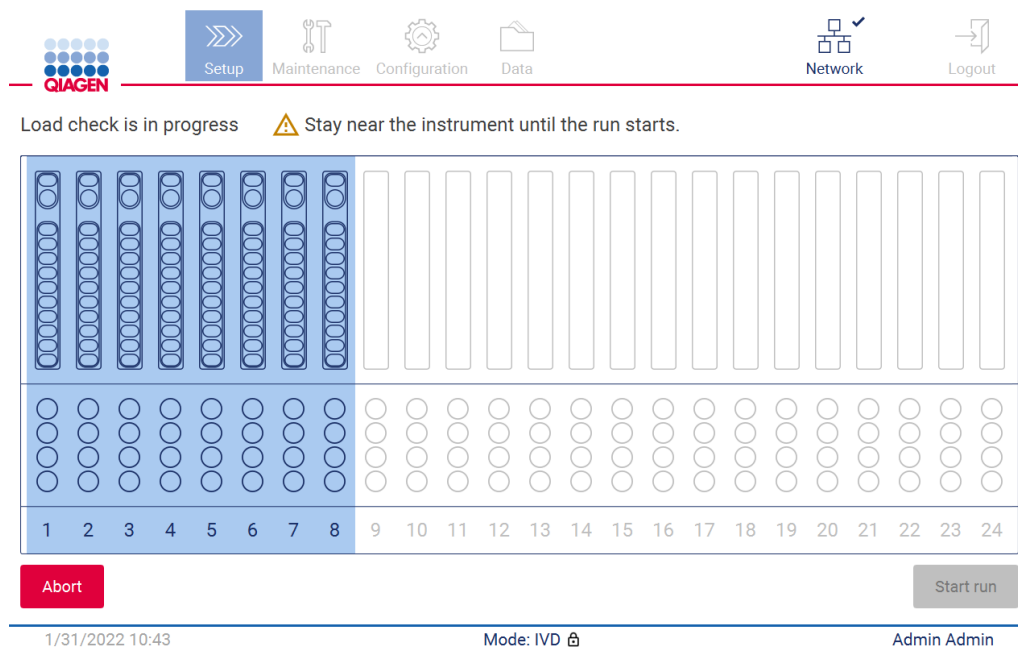 QIAGEN
Setup Maintenance Configuration Data Network Logout
Load check is in progress Stay near the instrument until the run starts.
1 2 3 4 5 6 7 8 9 10 11 12 13 14 15 16 17 18 19 20 21 22 23 24
Abort Start run
1/31/2022 10:43 Mode: IVD Admin Admin